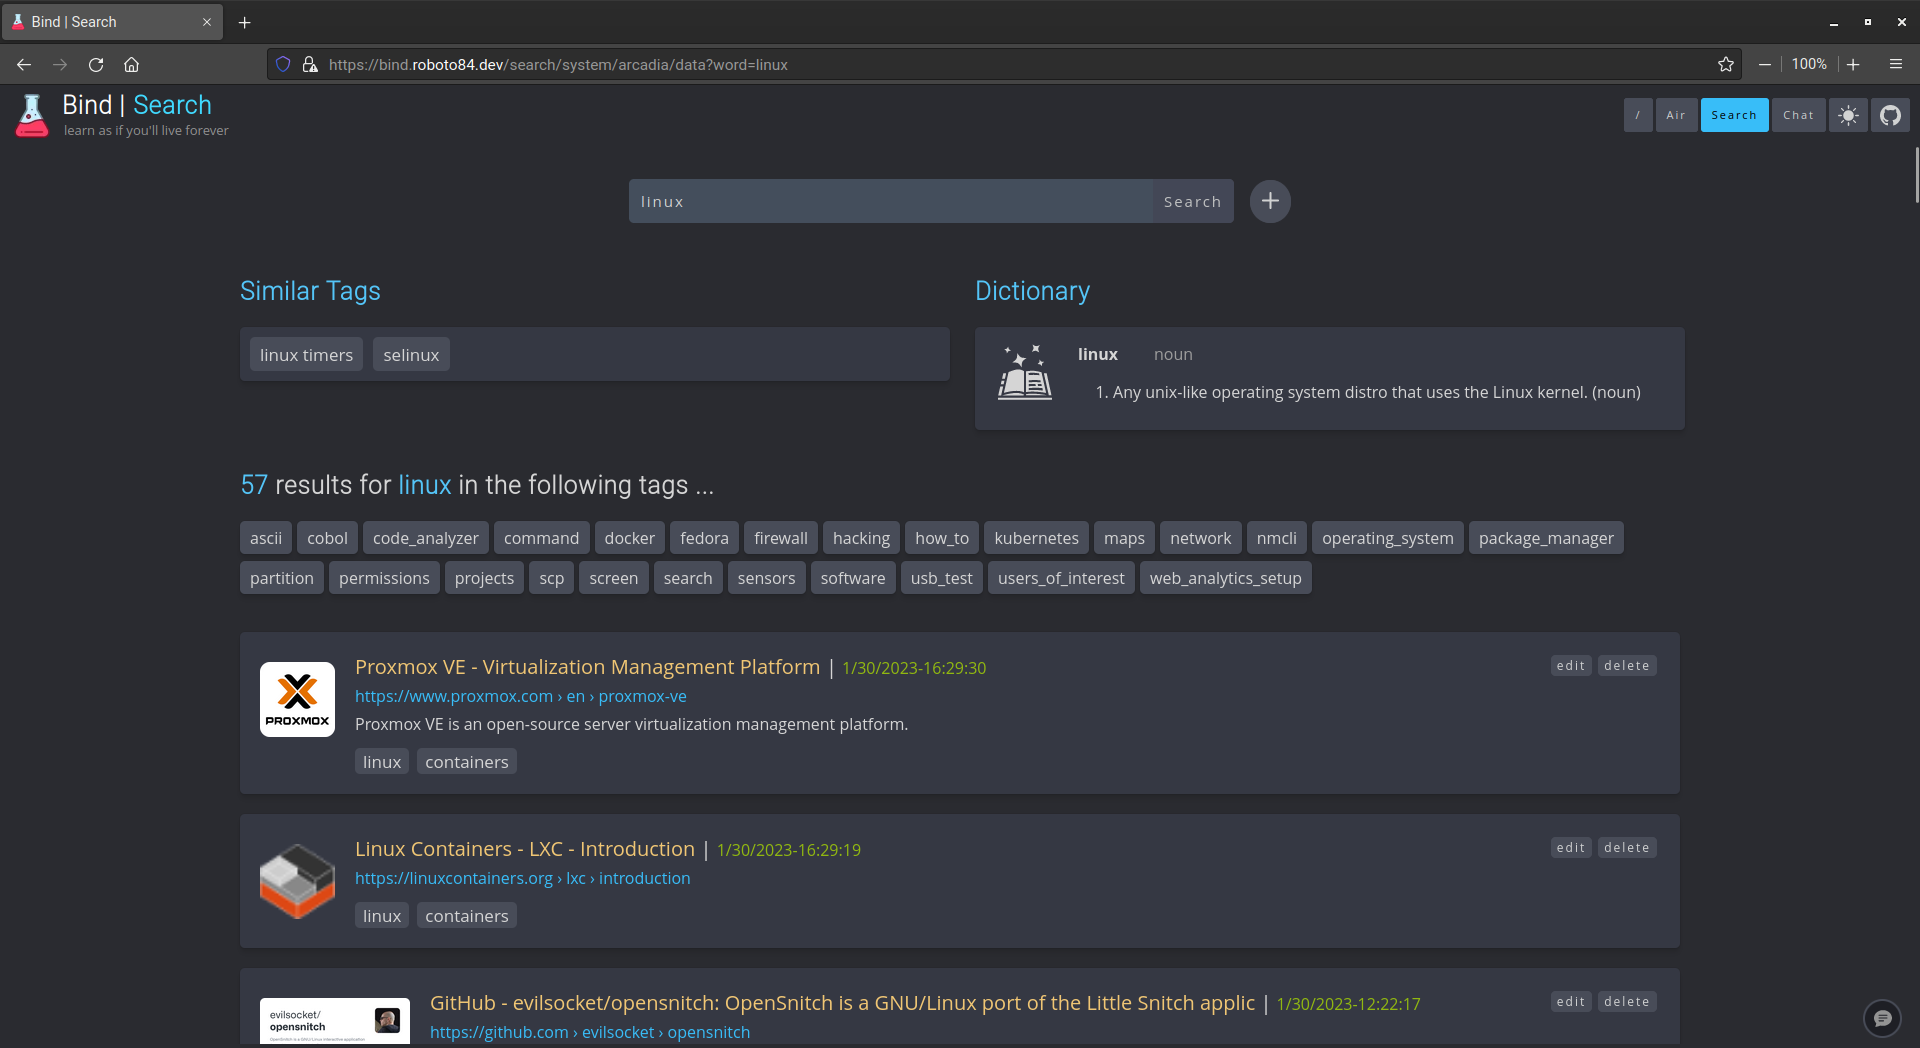 Bind | Search
https://bind.roboto84.dev/search/system/arcadia/data?word=linux
100%
Bind | Search
learn as if you'll live forever
/ Air Search Chat
linux Search
Similar Tags
linux timers selinux
Dictionary
linux noun
1. Any unix-like operating system distro that uses the Linux kernel. (noun)
57 results for linux in the following tags ...
ascii cobol code_analyzer command docker fedora firewall hacking how_to kubernetes maps network nmcli operating_system package_manager
partition permissions projects scp screen search sensors software usb_test users_of_interest web_analytics_setup
Proxmox VE - Virtualization Management Platform | 1/30/2023-16:29:30
edit delete
https://www.proxmox.com › en › proxmox-ve
PROXMOX
Proxmox VE is an open-source server virtualization management platform.
linux containers
Linux Containers - LXC - Introduction | 1/30/2023-16:29:19
edit delete
https://linuxcontainers.org › lxc › introduction
linux containers
GitHub - evilsocket/opensnitch: OpenSnitch is a GNU/Linux port of the Little Snitch applic | 1/30/2023-12:22:17
edit delete
evilsocket/
opensnitch
OpenSnitch is a GNU/Linux interactive application
https://github.com › evilsocket › opensnitch